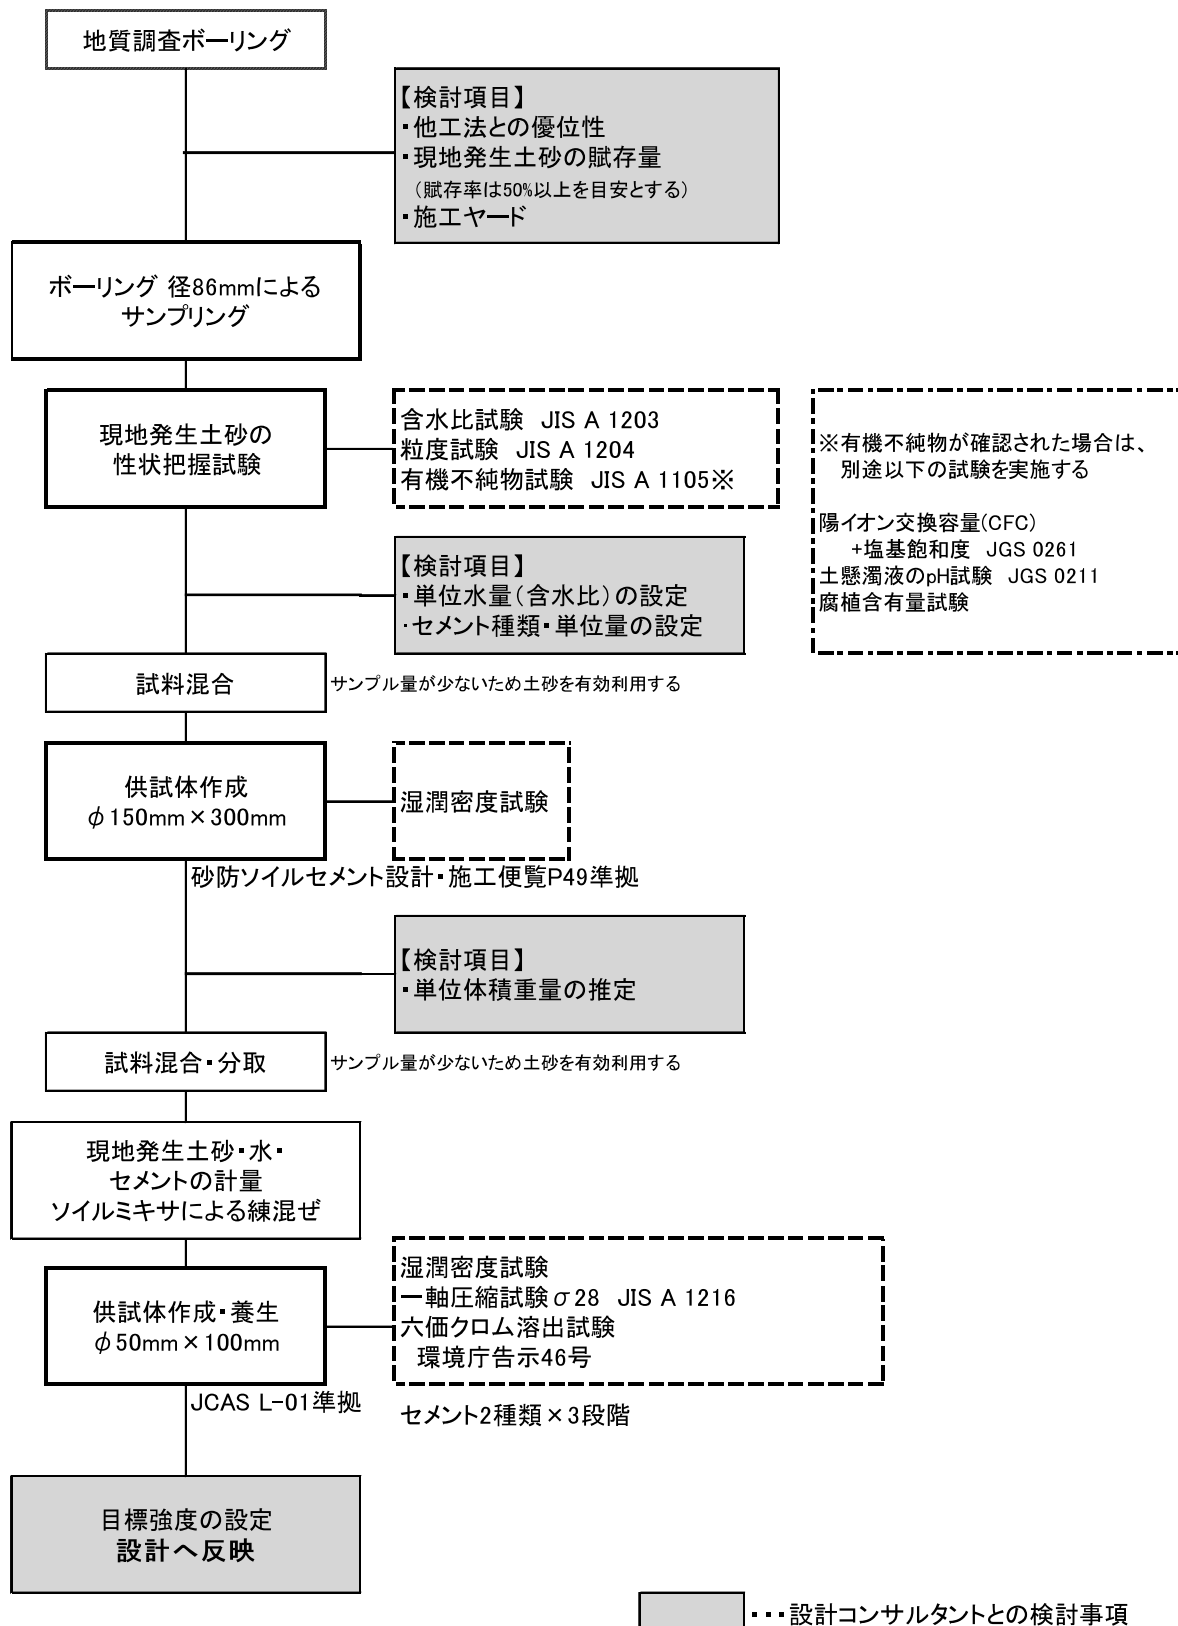 地質調査ボーリング
【検討項目】
・他工法との優位性
・現地発生土砂の賦存量
（賦存率は50%以上を目安とする）
・施工ヤード
ボーリング 径86mmによる
サンプリング
現地発生土砂の
性状把握試験
含水比試験　JIS A 1203
粒度試験　JIS A 1204
有機不純物試験　JIS A 1105※
※有機不純物が確認された場合は、
別途以下の試験を実施する
陽イオン交換容量(CFC)
+塩基飽和度　JGS 0261
土懸濁液のpH試験　JGS 0211
腐植含有量試験
【検討項目】
・単位水量（含水比）の設定
・セメント種類・単位量の設定
試料混合
サンプル量が少ないため土砂を有効利用する
供試体作成
φ150mm×300mm
湿潤密度試験
砂防ソイルセメント設計・施工便覧P49準拠
【検討項目】
・単位体積重量の推定
試料混合・分取
サンプル量が少ないため土砂を有効利用する
現地発生土砂・水・
セメントの計量
ソイルミキサによる練混ぜ
供試体作成・養生
φ50mm×100mm
湿潤密度試験
一軸圧縮試験σ28　JIS A 1216
六価クロム溶出試験
環境庁告示46号
JCAS L-01準拠
セメント2種類×3段階
目標強度の設定
設計へ反映
・・・設計コンサルタントとの検討事項